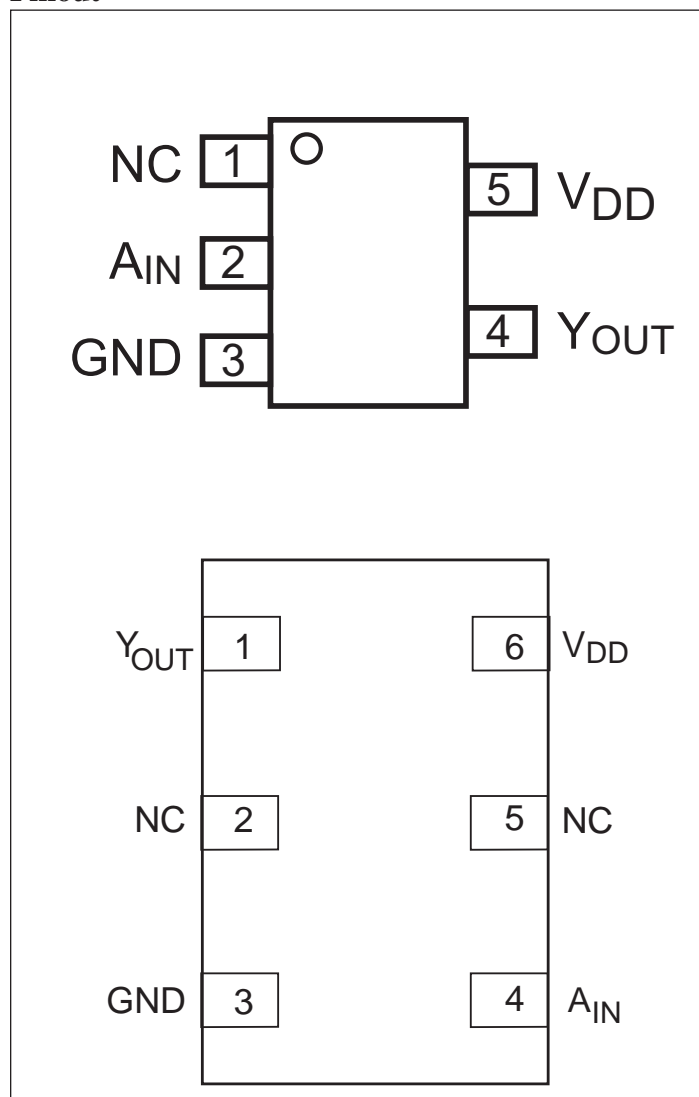 Pinout
NC 1
5 VDD
AIN 2
4 YOUT
GND 3
YOUT 1 6 VDD
NC 2 5 NC
GND 3 4 AIN